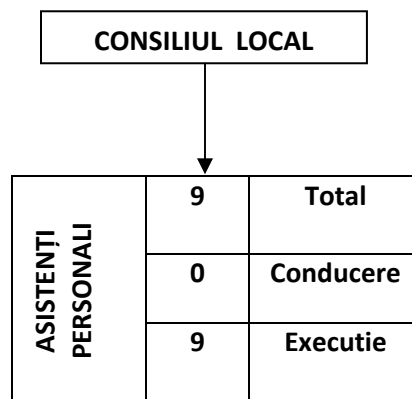 CONSILIUL LOCAL
ASISTENȚI
PERSONALI
9 Total
0 Conducere
9 Executie